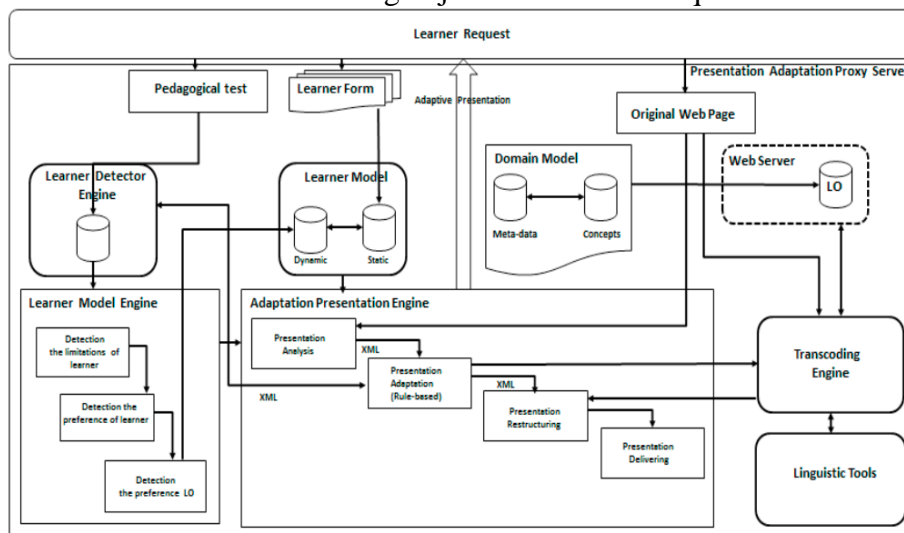 Learner Request
Presentation Adaptation Proxy Serve
Pedagogical test
Learner Form
Adaptive Presentation
Original Web Page
Learner Detector
Engine
Learner Model
Dynamic
Static
Domain Model
Meta-data
Concepts
Web Server
LO
Learner Model Engine
Detection
the limitations of
learner
Detection the
preference of learner
Detection
the preference LO
Adaptation Presentation Engine
Presentation
Analysis
XML
Presentation
Adaptation
(Rule-based)
XML
XML
Presentation
Restructuring
Presentation
Delivering
Transcoding
Engine
Linguistic Tools